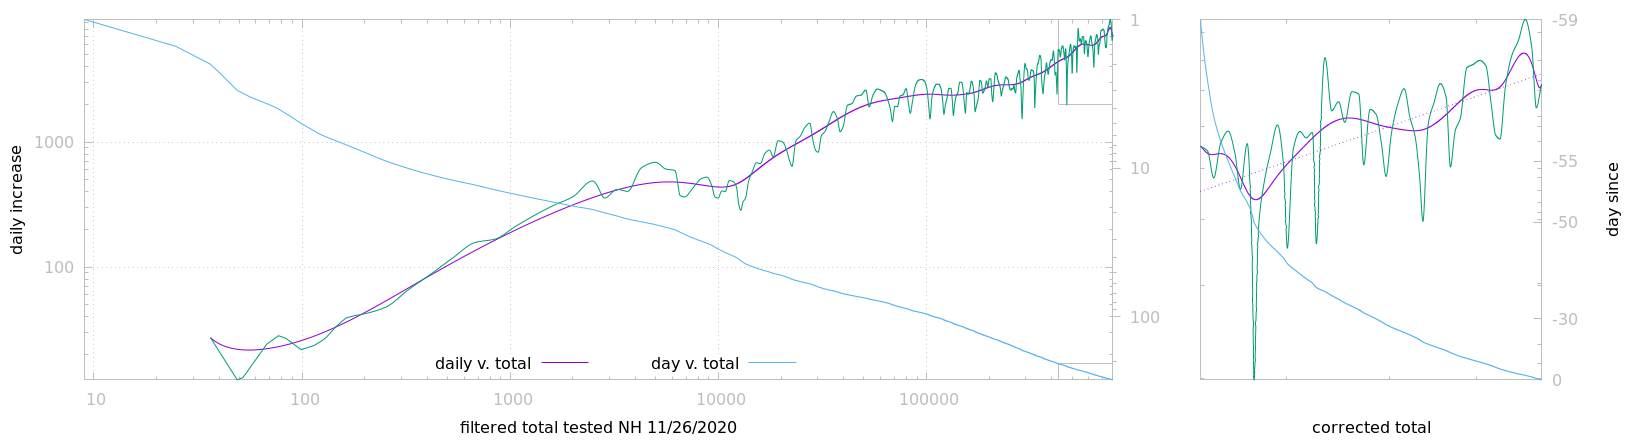 1
-59
daily increase
1000
10
-55
day since
-50
100
100
-30
daily v. total
day v. total
0
10
100
1000
10000
100000
filtered total tested NH 11/26/2020
corrected total